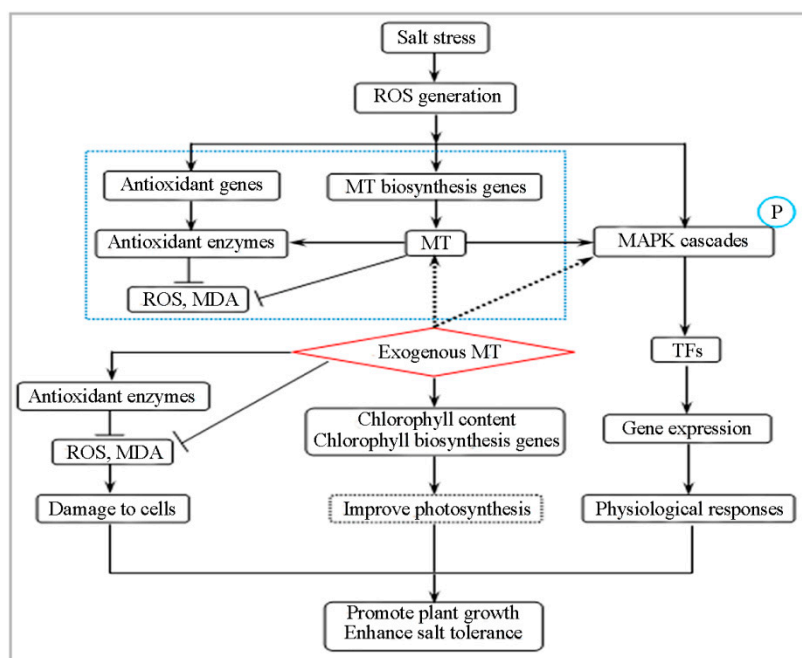 Salt stress
ROS generation
Antioxidant genes
MT biosynthesis genes
P
Antioxidant enzymes
MT
MAPK cascades
ROS, MDA
Exogenous MT
TFs
Antioxidant enzymes
Chlorophyll content
Chlorophyll biosynthesis genes
Gene expression
ROS, MDA
Damage to cells
Improve photosynthesis
Physiological responses
Promote plant growth
Enhance salt tolerance